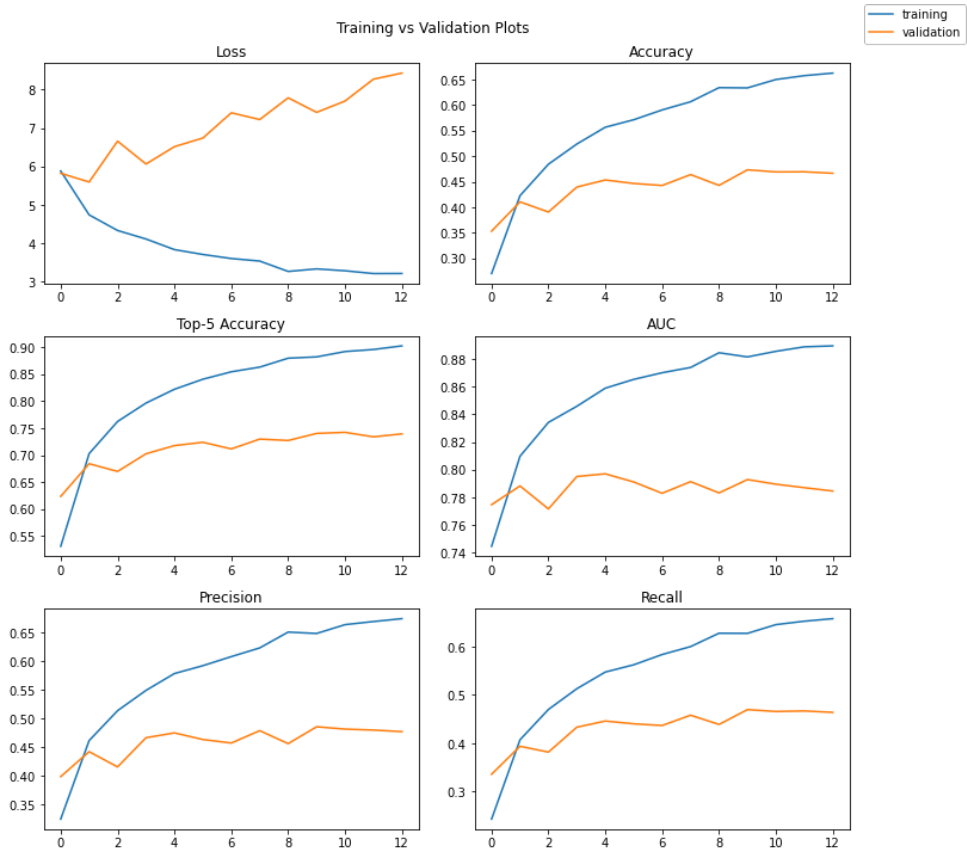 training
validation
Training vs Validation Plots
Loss
8
7
6
5
4
3
0 2 4 6 8 10 12
Accuracy
0.65
0.60
0.55
0.50
0.45
0.40
0.35
0.30
0 2 4 6 8 10 12
Top-5 Accuracy
0.90
0.85
0.80
0.75
0.70
0.65
0.60
0.55
0 2 4 6 8 10 12
AUC
0.88
0.86
0.84
0.82
0.80
0.78
0.76
0.74
0 2 4 6 8 10 12
Precision
0.65
0.60
0.55
0.50
0.45
0.40
0.35
0 2 4 6 8 10 12
Recall
0.6
0.5
0.4
0.3
0 2 4 6 8 10 12